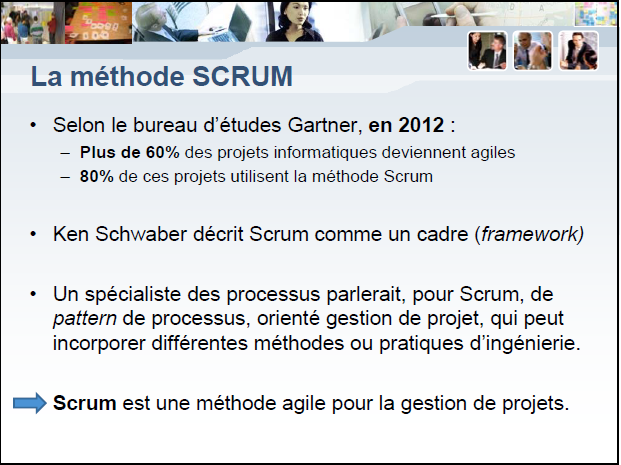 La méthode SCRUM
• Selon le bureau d'études Gartner, en 2012 :
– Plus de 60% des projets informatiques deviennent agiles
– 80% de ces projets utilisent la méthode Scrum
• Ken Schwaber décrit Scrum comme un cadre (framework)
• Un spécialiste des processus parlerait, pour Scrum, de
pattern de processus, orienté gestion de projet, qui peut
incorporer différentes méthodes ou pratiques d'ingénierie.
Scrum est une méthode agile pour la gestion de projets.